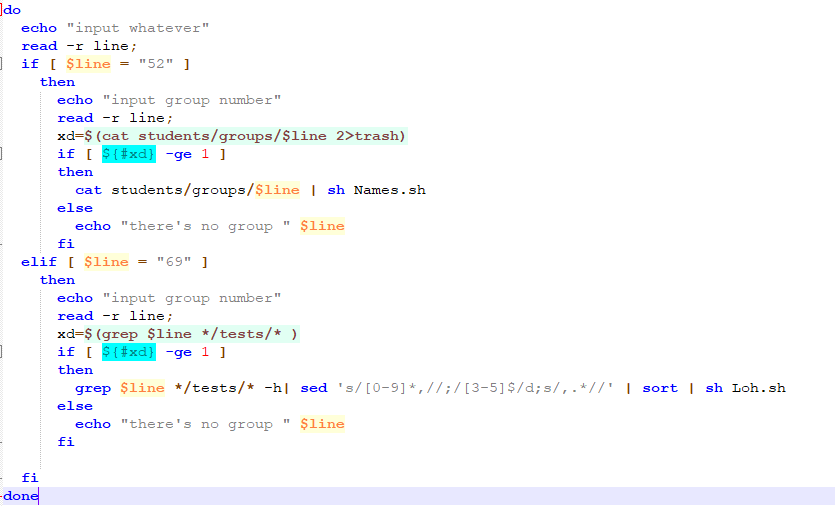 do
echo "input whatever"
read -r line;
if [ $line = "52" ]
then
echo "input group number"
read -r line;
xd=$(cat students/groups/$line 2>trash)
if [ ${#xd} -ge 1 ]
then
cat students/groups/$line | sh Names.sh
else
echo "there's no group " $line
fi
elif [ $line = "69" ]
then
echo "input group number"
read -r line;
xd=$(grep $line */tests/* )
if [ ${#xd} -ge 1 ]
then
grep $line */tests/* -h| sed 's/[0-9]*,//;/[3-5]$/d;s/,.*//' | sort | sh Loh.sh
else
echo "there's no group " $line
fi
fi
done